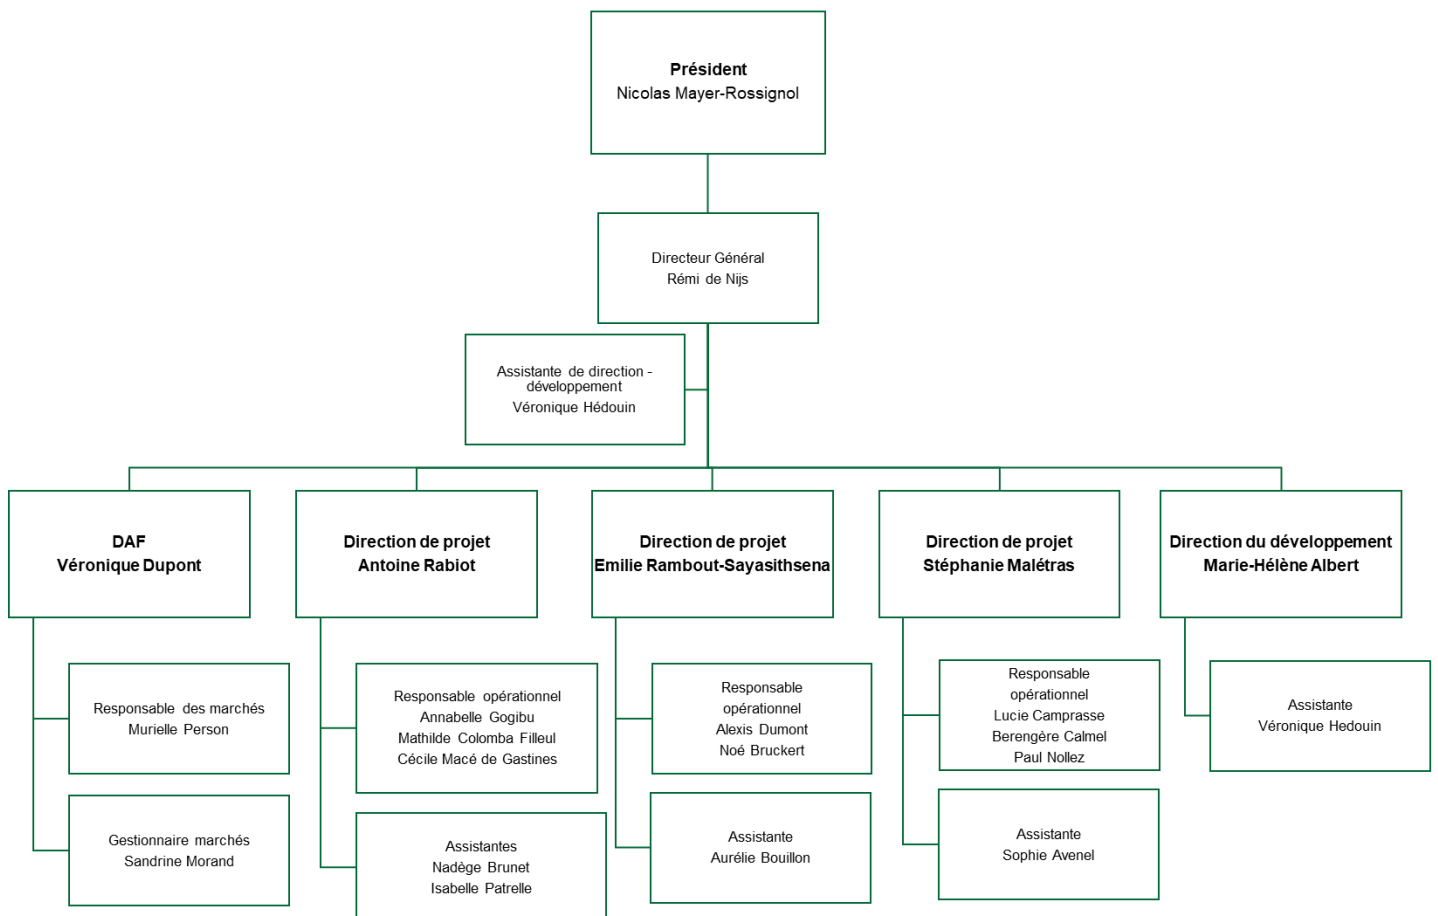 Président
Nicolas Mayer-Rossignol
Directeur Général
Rémi de Nijs
Assistante de direction -
développement
Véronique Hédouin
DAF
Véronique Dupont
Direction de projet
Antoine Rabiot
Direction de projet
Emilie Rambout-Sayasithsena
Direction de projet
Stéphanie Malétras
Direction du développement
Marie-Hélène Albert
Responsable des marchés
Murielle Person
Gestionnaire marchés
Sandrine Morand
Responsable opérationnel
Annabelle Gogibu
Mathilde Colomba Filleul
Cécile Macé de Gastines
Assistantes
Nadège Brunet
Isabelle Patrelle
Responsable
opérationnel
Alexis Dumont
Noé Bruckert
Assistante
Aurélie Bouillon
Responsable
opérationnel
Lucie Camprasse
Berengère Calmel
Paul Nollez
Assistante
Sophie Avenel
Assistante
Véronique Hedouin